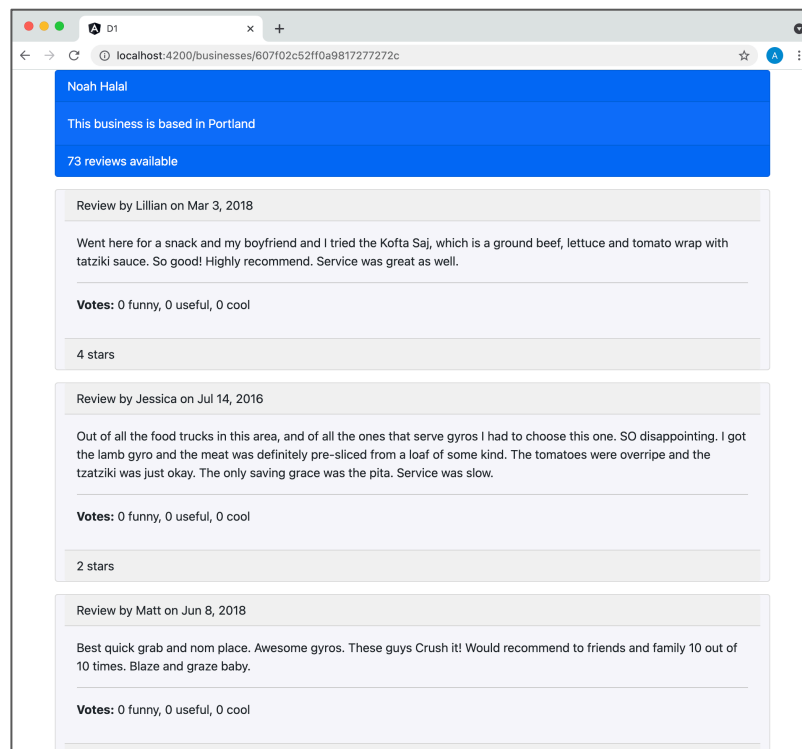 D1
localhost:4200/businesses/607f02c52ff0a9817277272c
A
Noah Halal
This business is based in Portland
73 reviews available
Review by Lillian on Mar 3, 2018
Went here for a snack and my boyfriend and I tried the Kofta Saj, which is a ground beef, lettuce and tomato wrap with
tatziki sauce. So good! Highly recommend. Service was great as well.
Votes: 0 funny, 0 useful, 0 cool
4 stars
Review by Jessica on Jul 14, 2016
Out of all the food trucks in this area, and of all the ones that serve gyros I had to choose this one. SO disappointing. I got
the lamb gyro and the meat was definitely pre-sliced from a loaf of some kind. The tomatoes were overripe and the
tzatziki was just okay. The only saving grace was the pita. Service was slow.
Votes: 0 funny, 0 useful, 0 cool
2 stars
Review by Matt on Jun 8, 2018
Best quick grab and nom place. Awesome gyros. These guys Crush it! Would recommend to friends and family 10 out of
10 times. Blaze and graze baby.
Votes: 0 funny, 0 useful, 0 cool